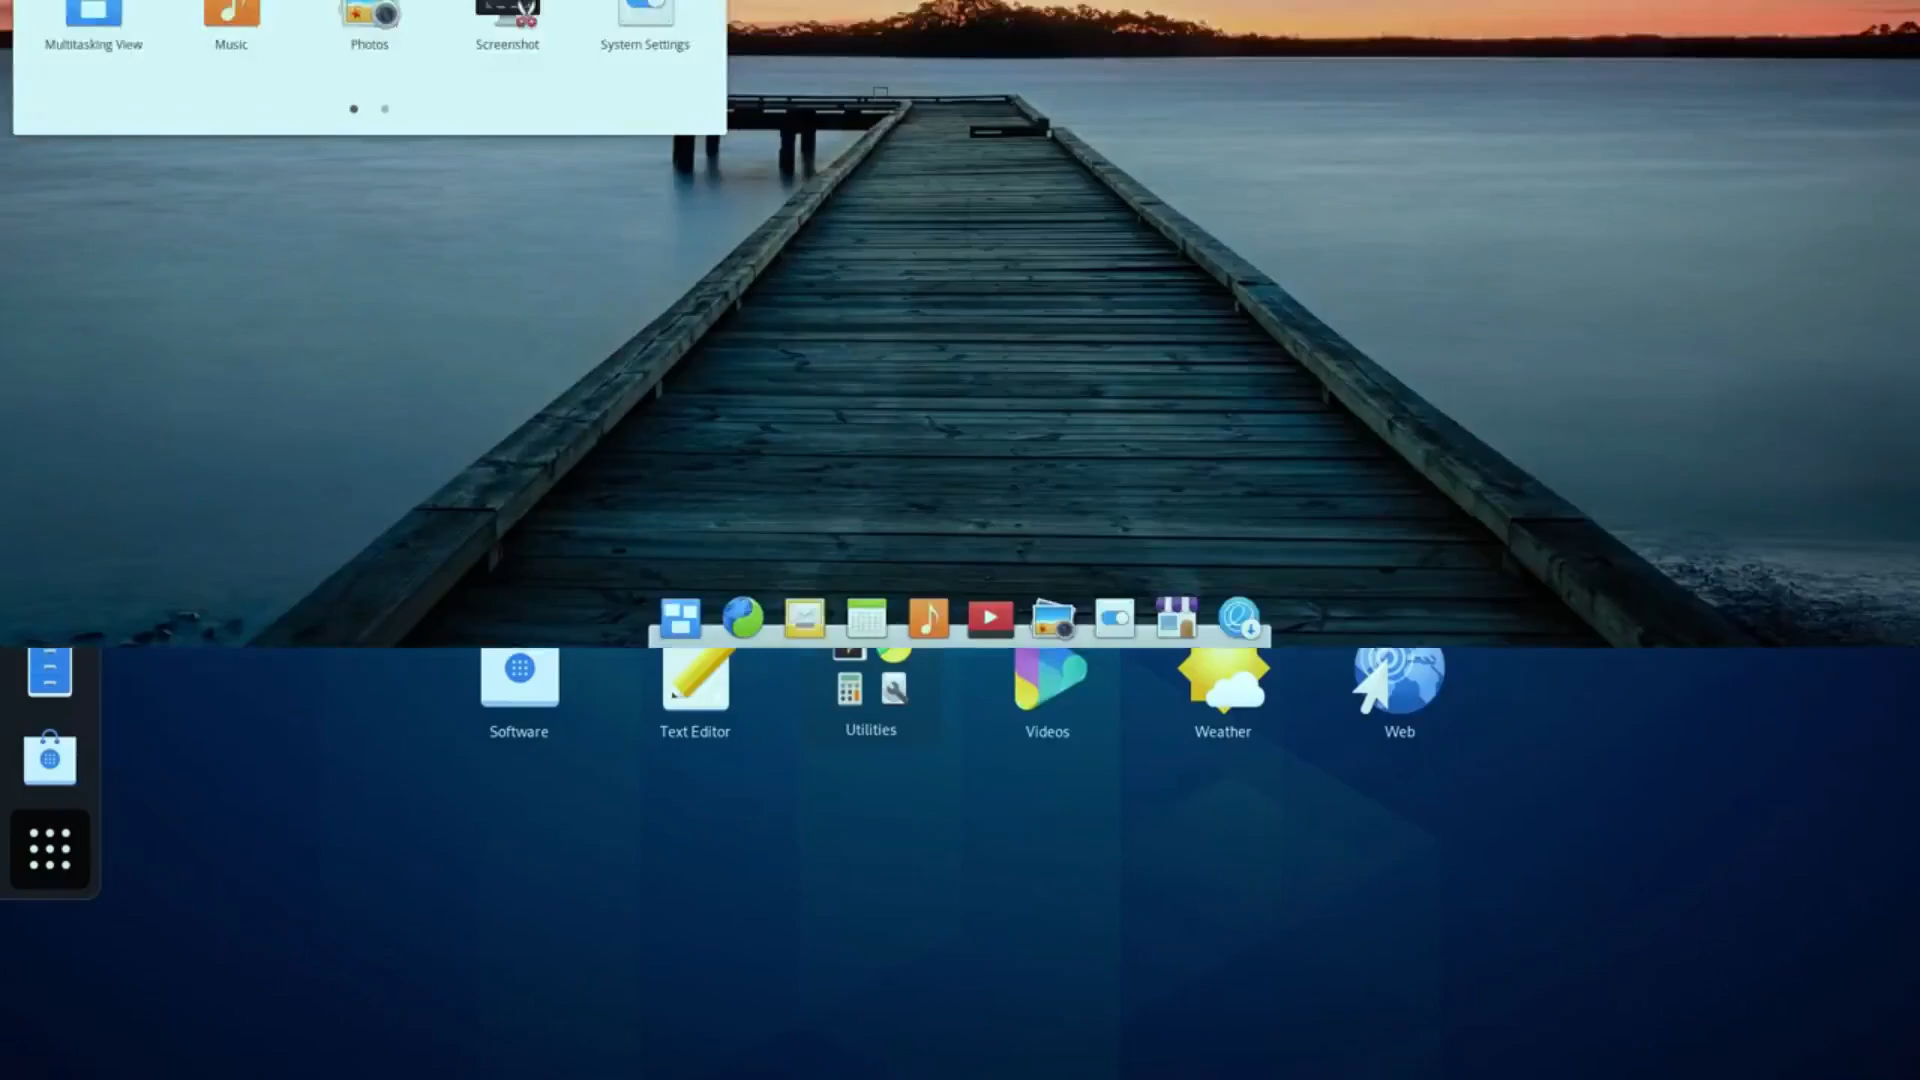 Multitasking View Music Photos Screenshot System Settings
Software Text Editor Utilities Videos Weather Web